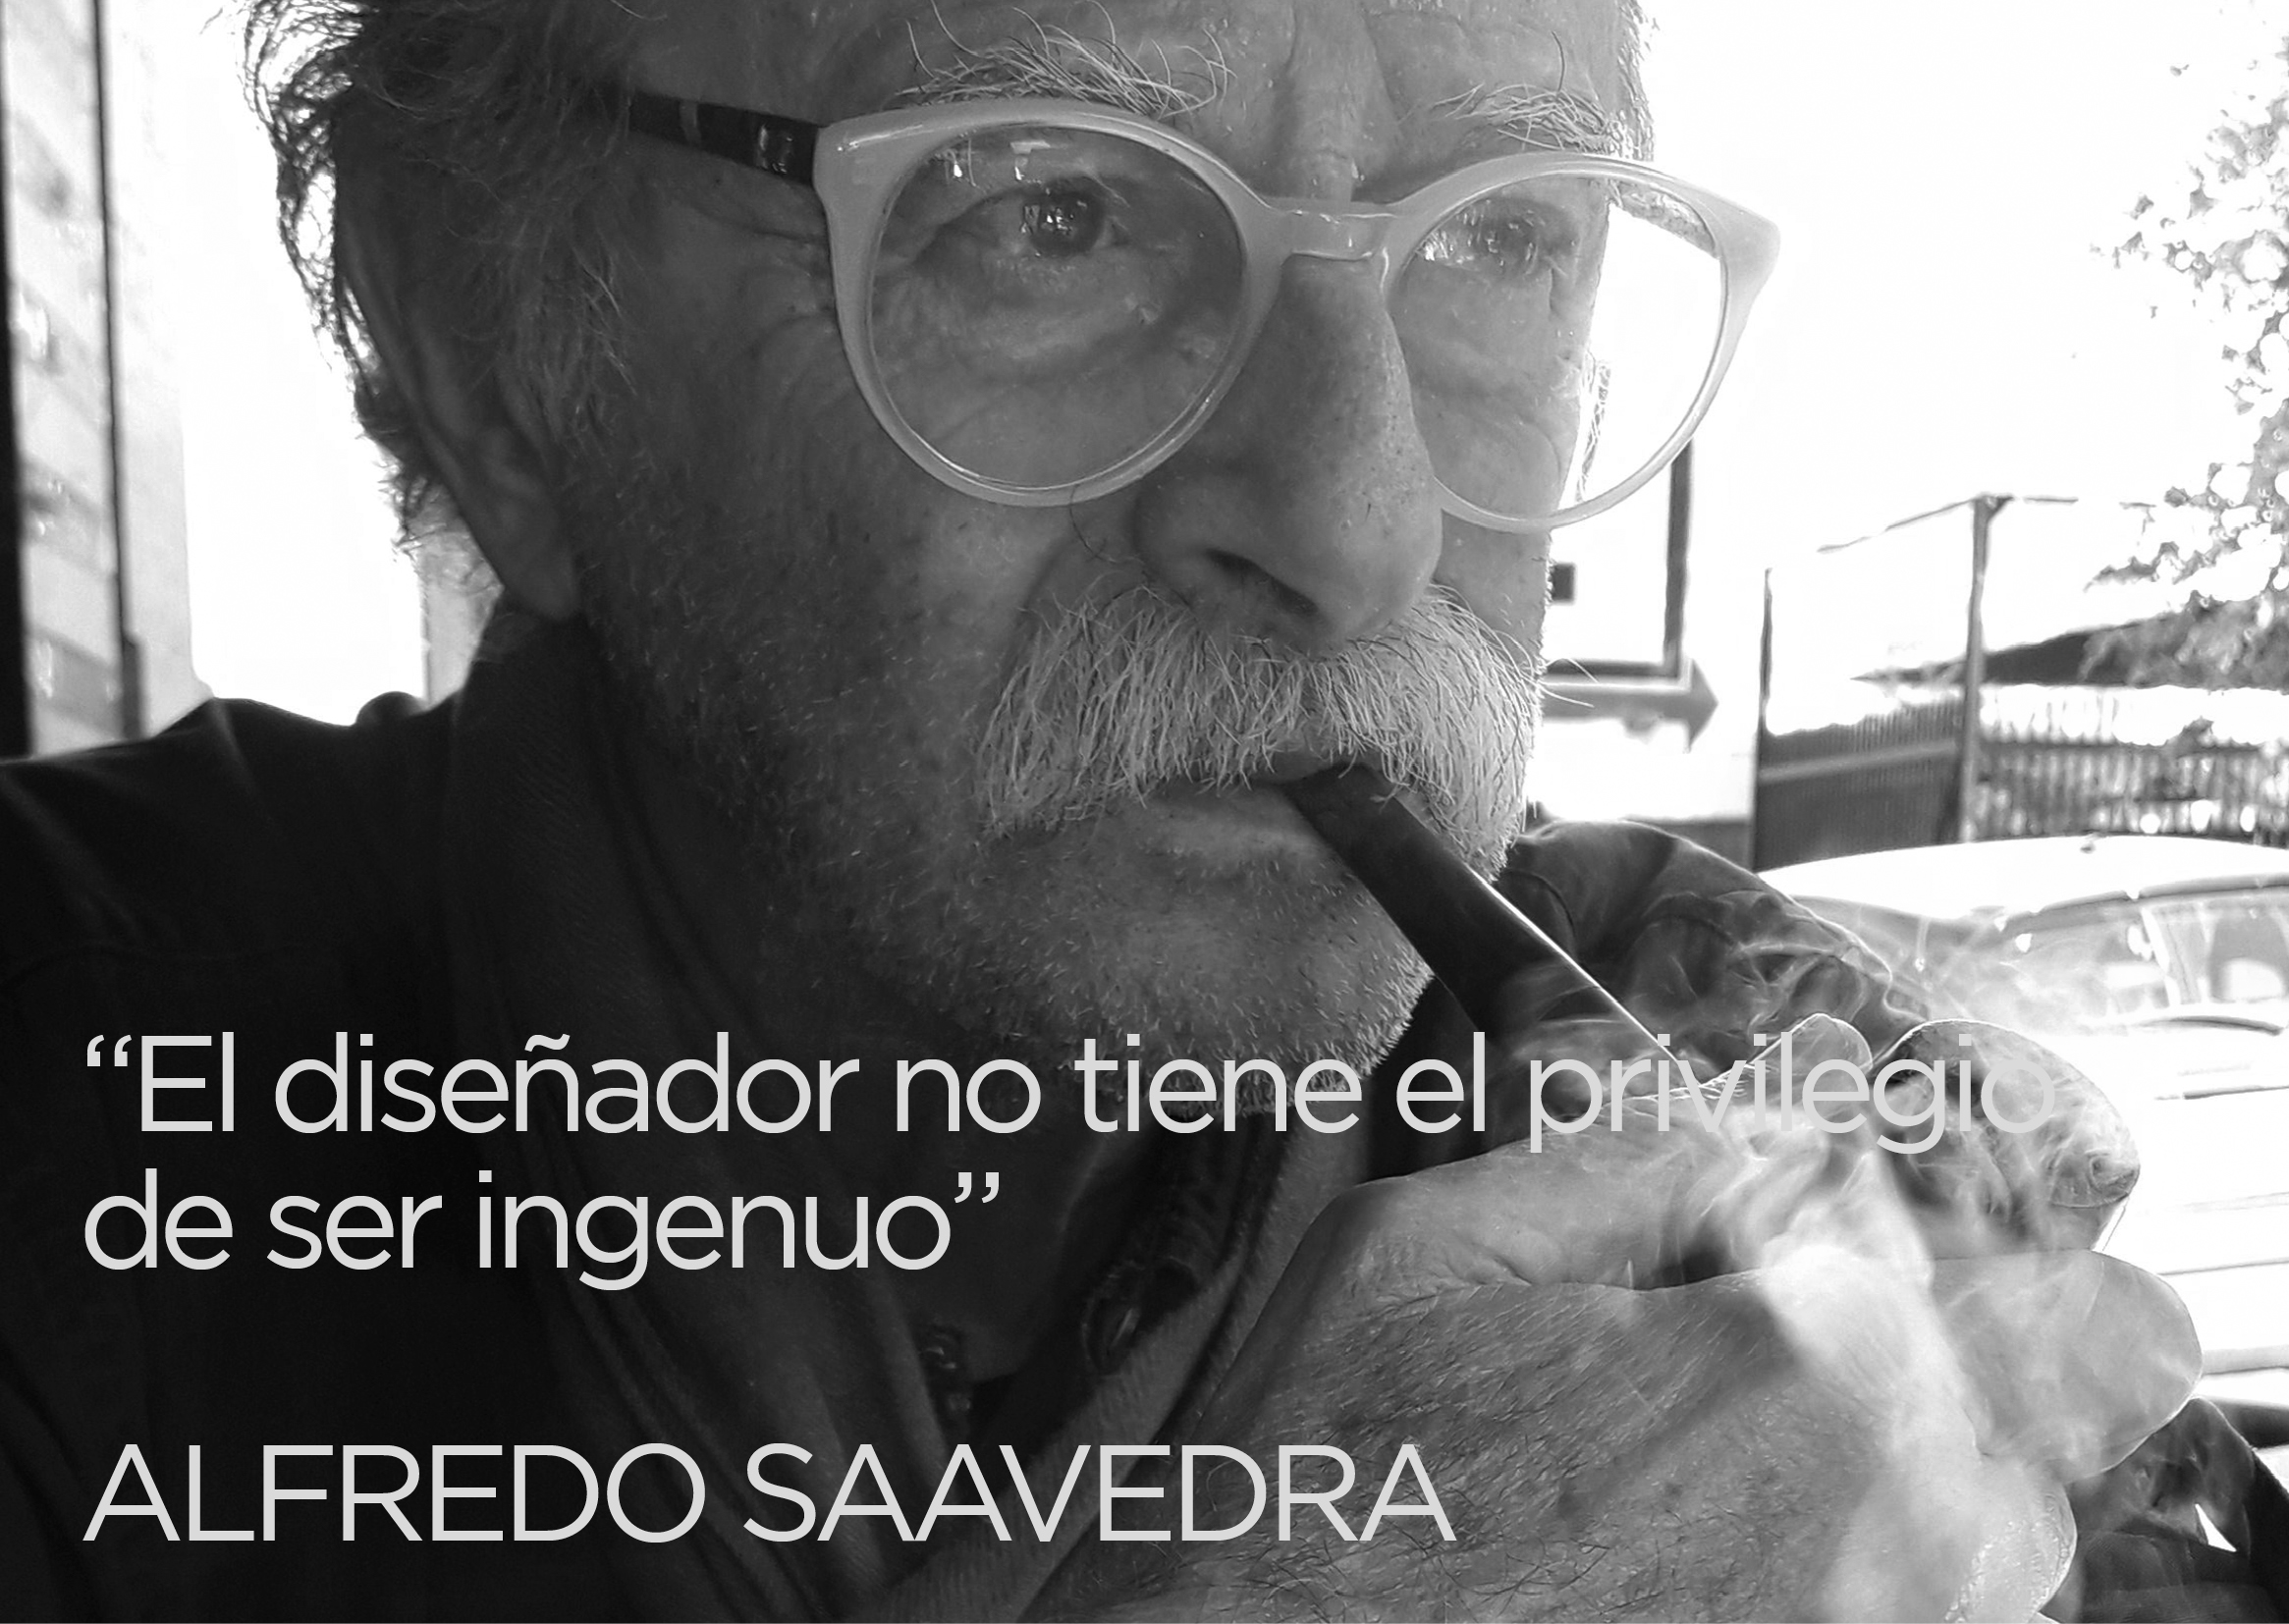 “El diseñador no tiene el privilegio
de ser ingenuo”
ALFREDO SAAVEDRA